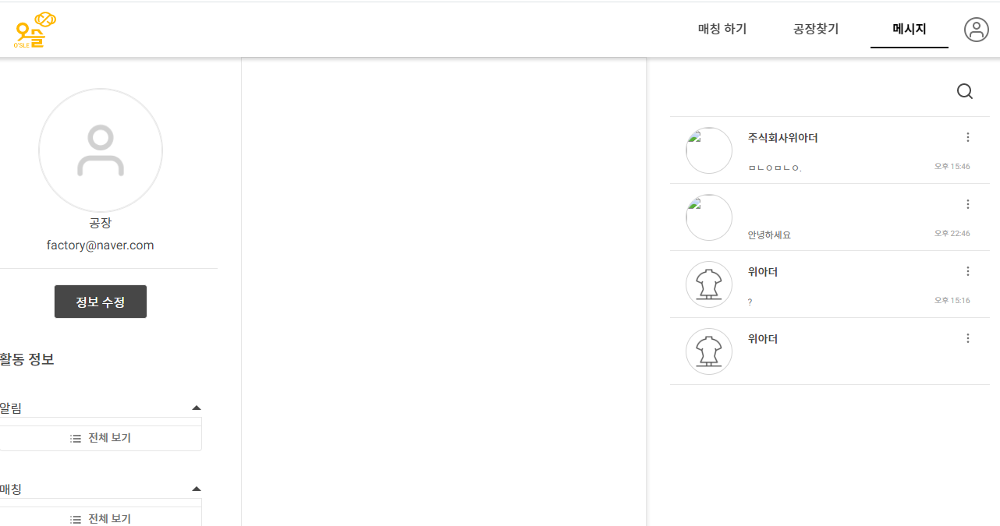 오슬
O'SLE
매칭 하기
공장찾기
메시지
공장
factory@naver.com
정보 수정
활동 정보
알림
전체 보기
매칭
전체 보기
주식회사위아더
ㅁㄴㅇㅁㄴㅇ.
오후 15:46
안녕하세요
오후 22:46
위아더
?
오후 15:16
위아더